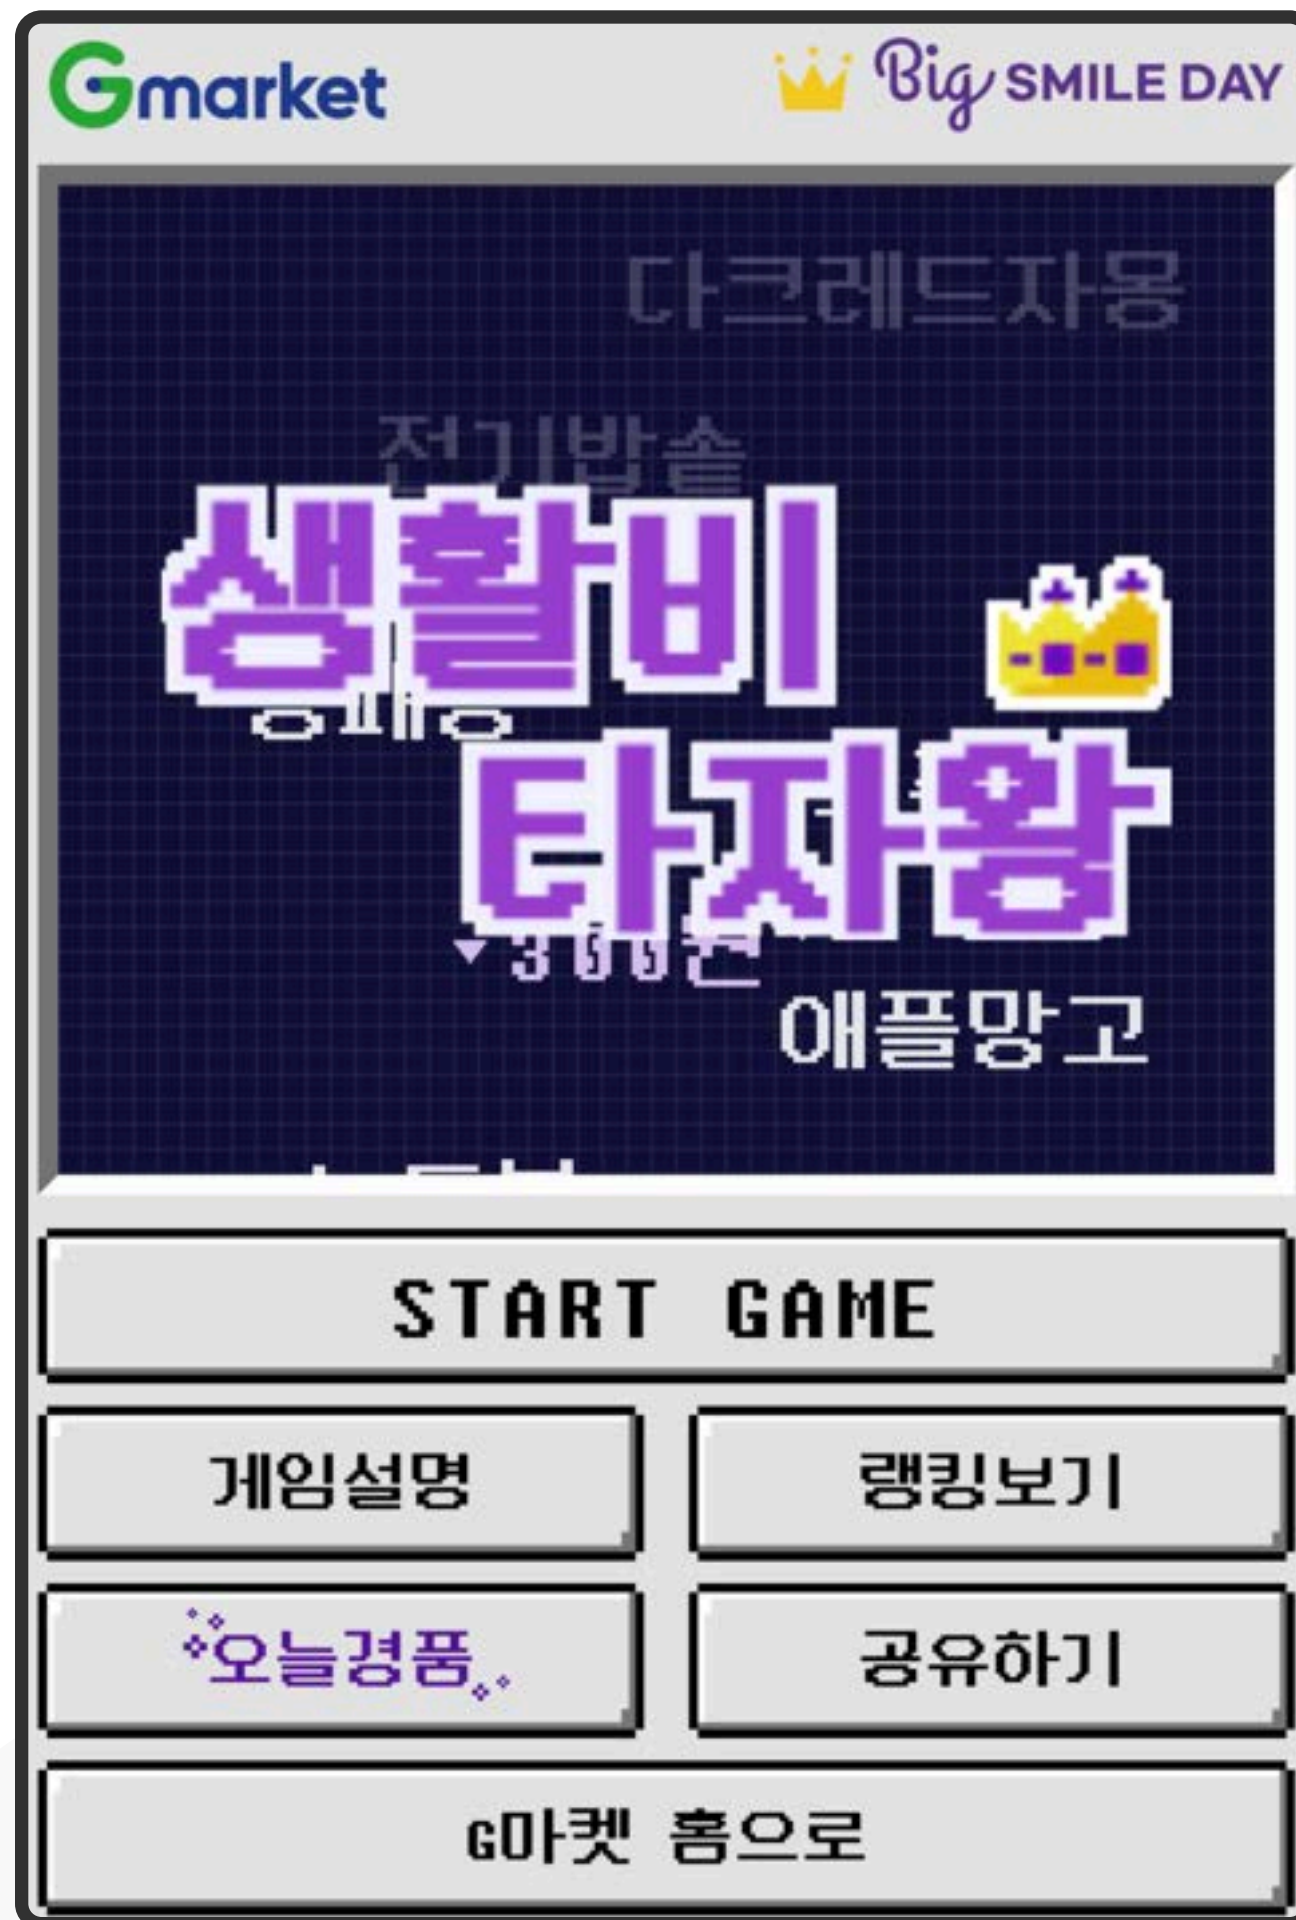 Gmarket
Big SMILE DAY
다크레드자몽
전기밥솥
생활비
타자왕
애플망고
START GAME
게임설명
랭킹보기
오늘경품
공유하기
G마켓 홈으로